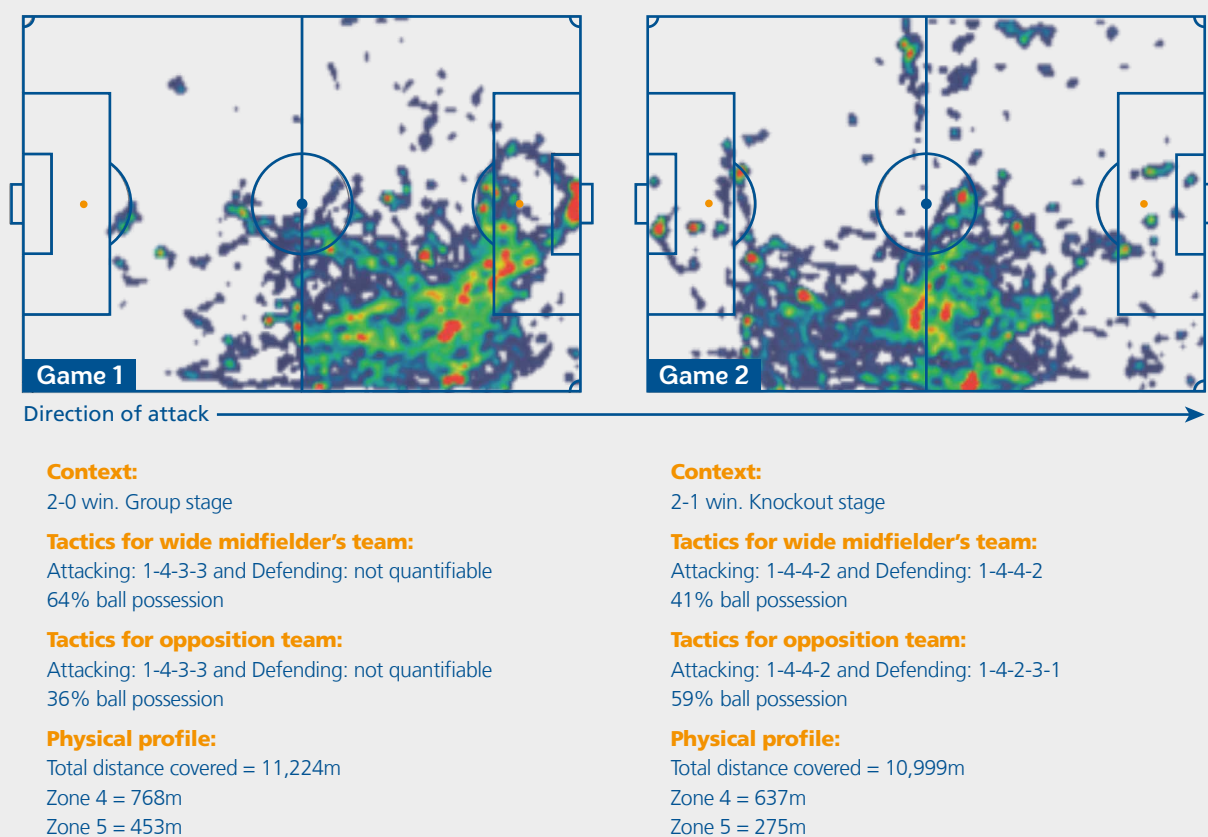 Game 1
Game 2
Direction of attack
Context:
2-0 win. Group stage
Tactics for wide midfielder's team:
Attacking: 1-4-3-3 and Defending: not quantifiable
64% ball possession
Tactics for opposition team:
Attacking: 1-4-3-3 and Defending: not quantifiable
36% ball possession
Physical profile:
Total distance covered = 11,224m
Zone 4 = 768m
Zone 5 = 453m
Context:
2-1 win. Knockout stage
Tactics for wide midfielder's team:
Attacking: 1-4-4-2 and Defending: 1-4-4-2
41% ball possession
Tactics for opposition team:
Attacking: 1-4-4-2 and Defending: 1-4-2-3-1
59% ball possession
Physical profile:
Total distance covered = 10,999m
Zone 4 = 637m
Zone 5 = 275m